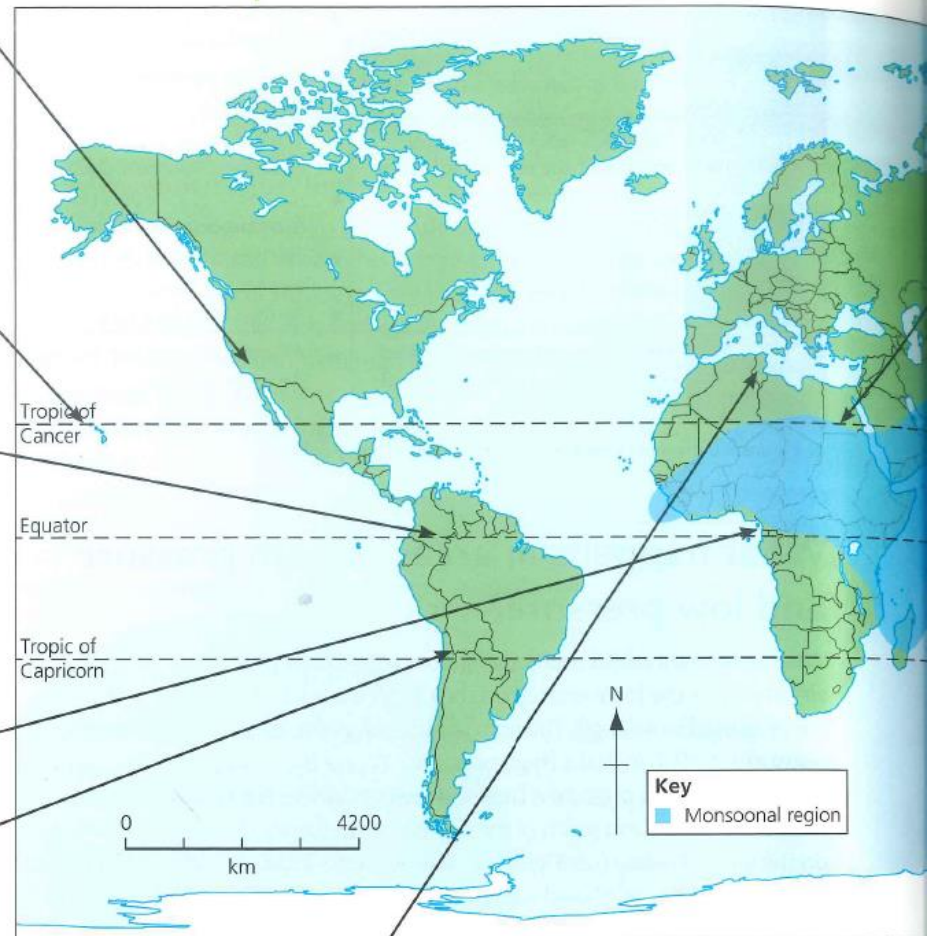 Tropic of
Cancer
Equator
Tropic of
Capricorn
N
Key
Monsoonal region
0 4200
km